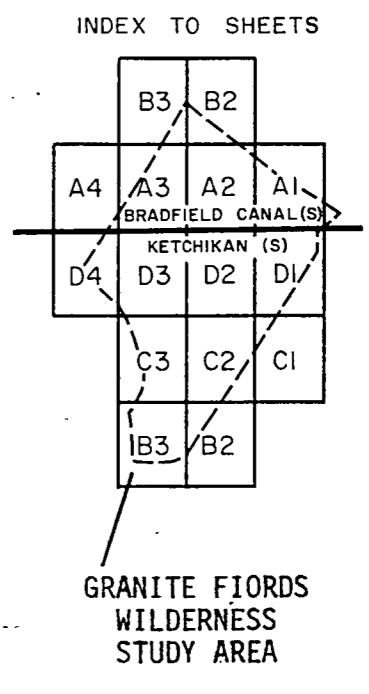 INDEX TO SHEETS
B3 B2
A4 A3 A2 A1
BRADFIELD CANAL(S)
KETCHIKAN (S)
D4 D3 D2 D1
C3 C2 C1
B3 B2
GRANITE FIORDS
WILDERNESS
STUDY AREA